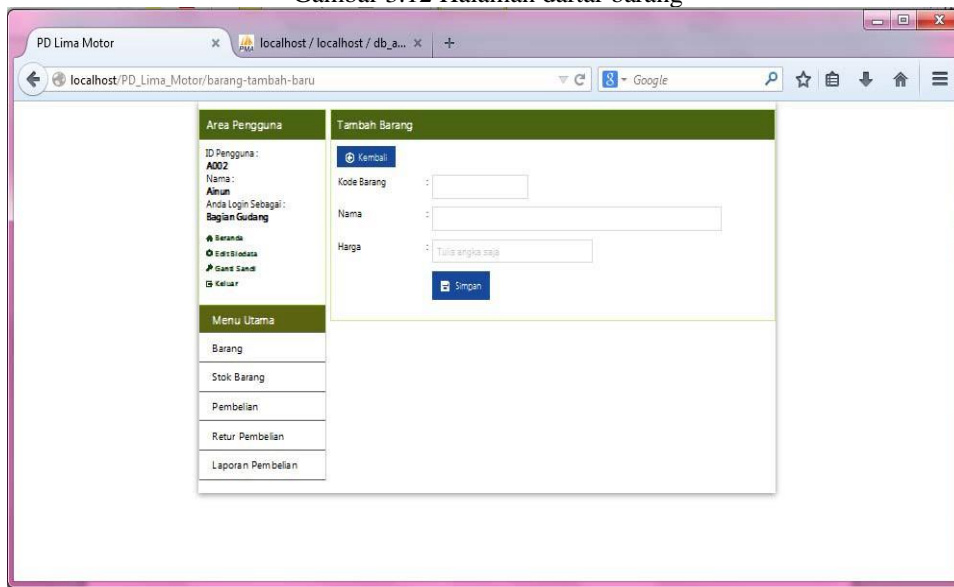 Gambar 5.12 Halaman daftar barang
PD Lima Motor
localhost / localhost / db_a...
localhost/PD_Lima_Motor/barang-tambah-baru
Google
Area Pengguna
ID Pengguna :
A002
Nama :
Ainun
Anda Login Sebagai :
Bagian Gudang
Beranda
Edit Biodata
Ganti Sandi
Keluar
Menu Utama
Barang
Stok Barang
Pembelian
Retur Pembelian
Laporan Pembelian
Tambah Barang
Kembali
Kode Barang :
Nama :
Harga : Tulis angka saja
Simpan